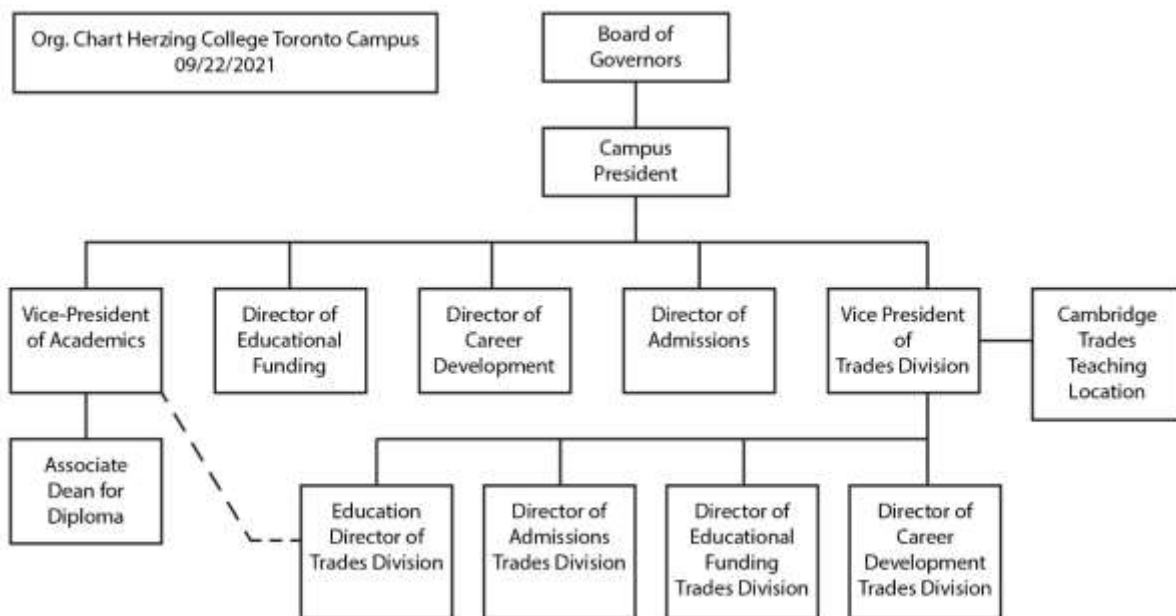 Org. Chart Herzing College Toronto Campus
09/22/2021
Board of
Governors
Campus
President
Vice-President
of Academics
Director of
Educational
Funding
Director of
Career
Development
Director of
Admissions
Vice President
of
Trades Division
Cambridge
Trades
Teaching
Location
Associate
Dean for
Diploma
Education
Director of
Trades Division
Director of
Admissions
Trades Division
Director of
Educational
Funding
Trades Division
Director of
Career
Development
Trades Division